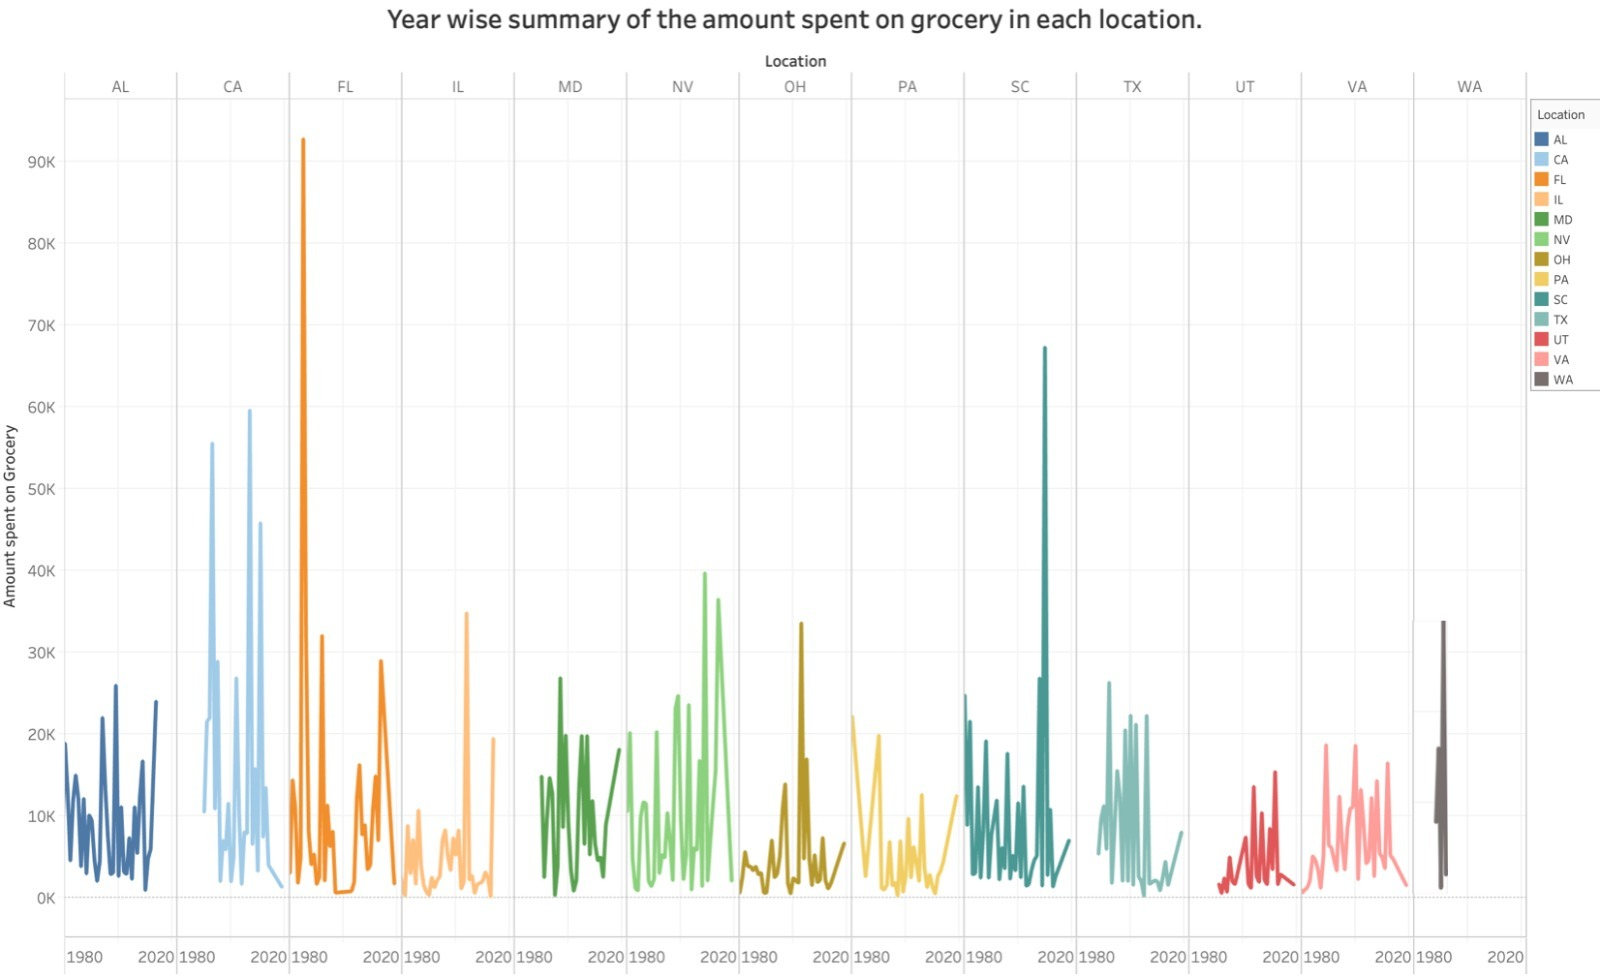 Year wise summary of the amount spent on grocery in each location.
Location
AL CA FL IL MD NV OH PA SC TX UT VA WA
Location
AL
CA
FL
IL
MD
NV
OH
PA
SC
TX
UT
VA
WA
Amount spent on Grocery
90K
80K
70K
60K
50K
40K
30K
20K
10K
0K
1980 2020 1980 2020 1980 2020 1980 2020 1980 2020 1980 2020 1980 2020 1980 2020 1980 2020 1980 2020 1980 2020 1980 2020 1980 2020